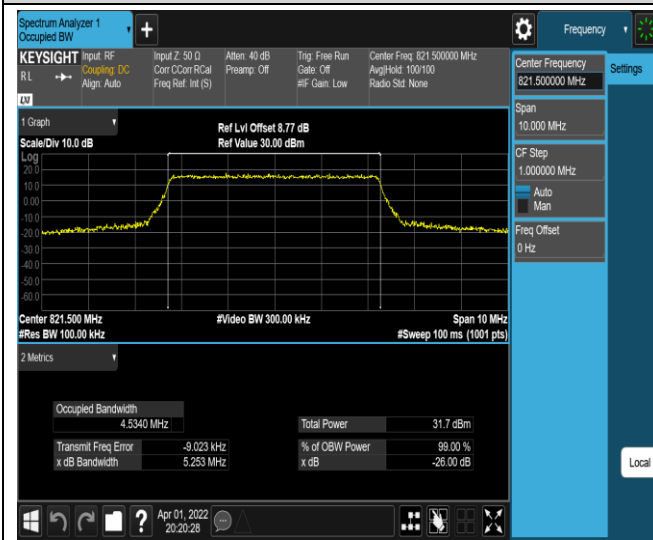 Spectrum Analyzer 1
Occupied BW
+
Frequency
KEYSIGHT
RL
LXI
Input: RF
Coupling: DC
Align: Auto
Input Z: 50 Ω
Corr CCorr RCal
Freq Ref: Int (S)
Atten: 40 dB
Preamp: Off
Trig: Free Run
Gate: Off
#IF Gain: Low
Center Freq: 821.500000 MHz
Avg|Hold: 100/100
Radio Std: None
Center Frequency
821.500000 MHz
Settings
Span
10.000 MHz
CF Step
1.000000 MHz
Auto
Man
Freq Offset
0 Hz
1 Graph
Scale/Div 10.0 dB
Ref Lvl Offset 8.77 dB
Ref Value 30.00 dBm
Log
20.0
10.0
0.00
-10.0
-20.0
-30.0
-40.0
-50.0
-60.0
Center 821.500 MHz
#Video BW 300.00 kHz
Span 10 MHz
#Res BW 100.00 kHz
#Sweep 100 ms (1001 pts)
2 Metrics
Occupied Bandwidth
4.5340 MHz
Total Power 31.7 dBm
Transmit Freq Error -9.023 kHz
% of OBW Power 99.00 %
x dB Bandwidth 5.253 MHz
x dB -26.00 dB
Local
?
Apr 01, 2022
20:20:28